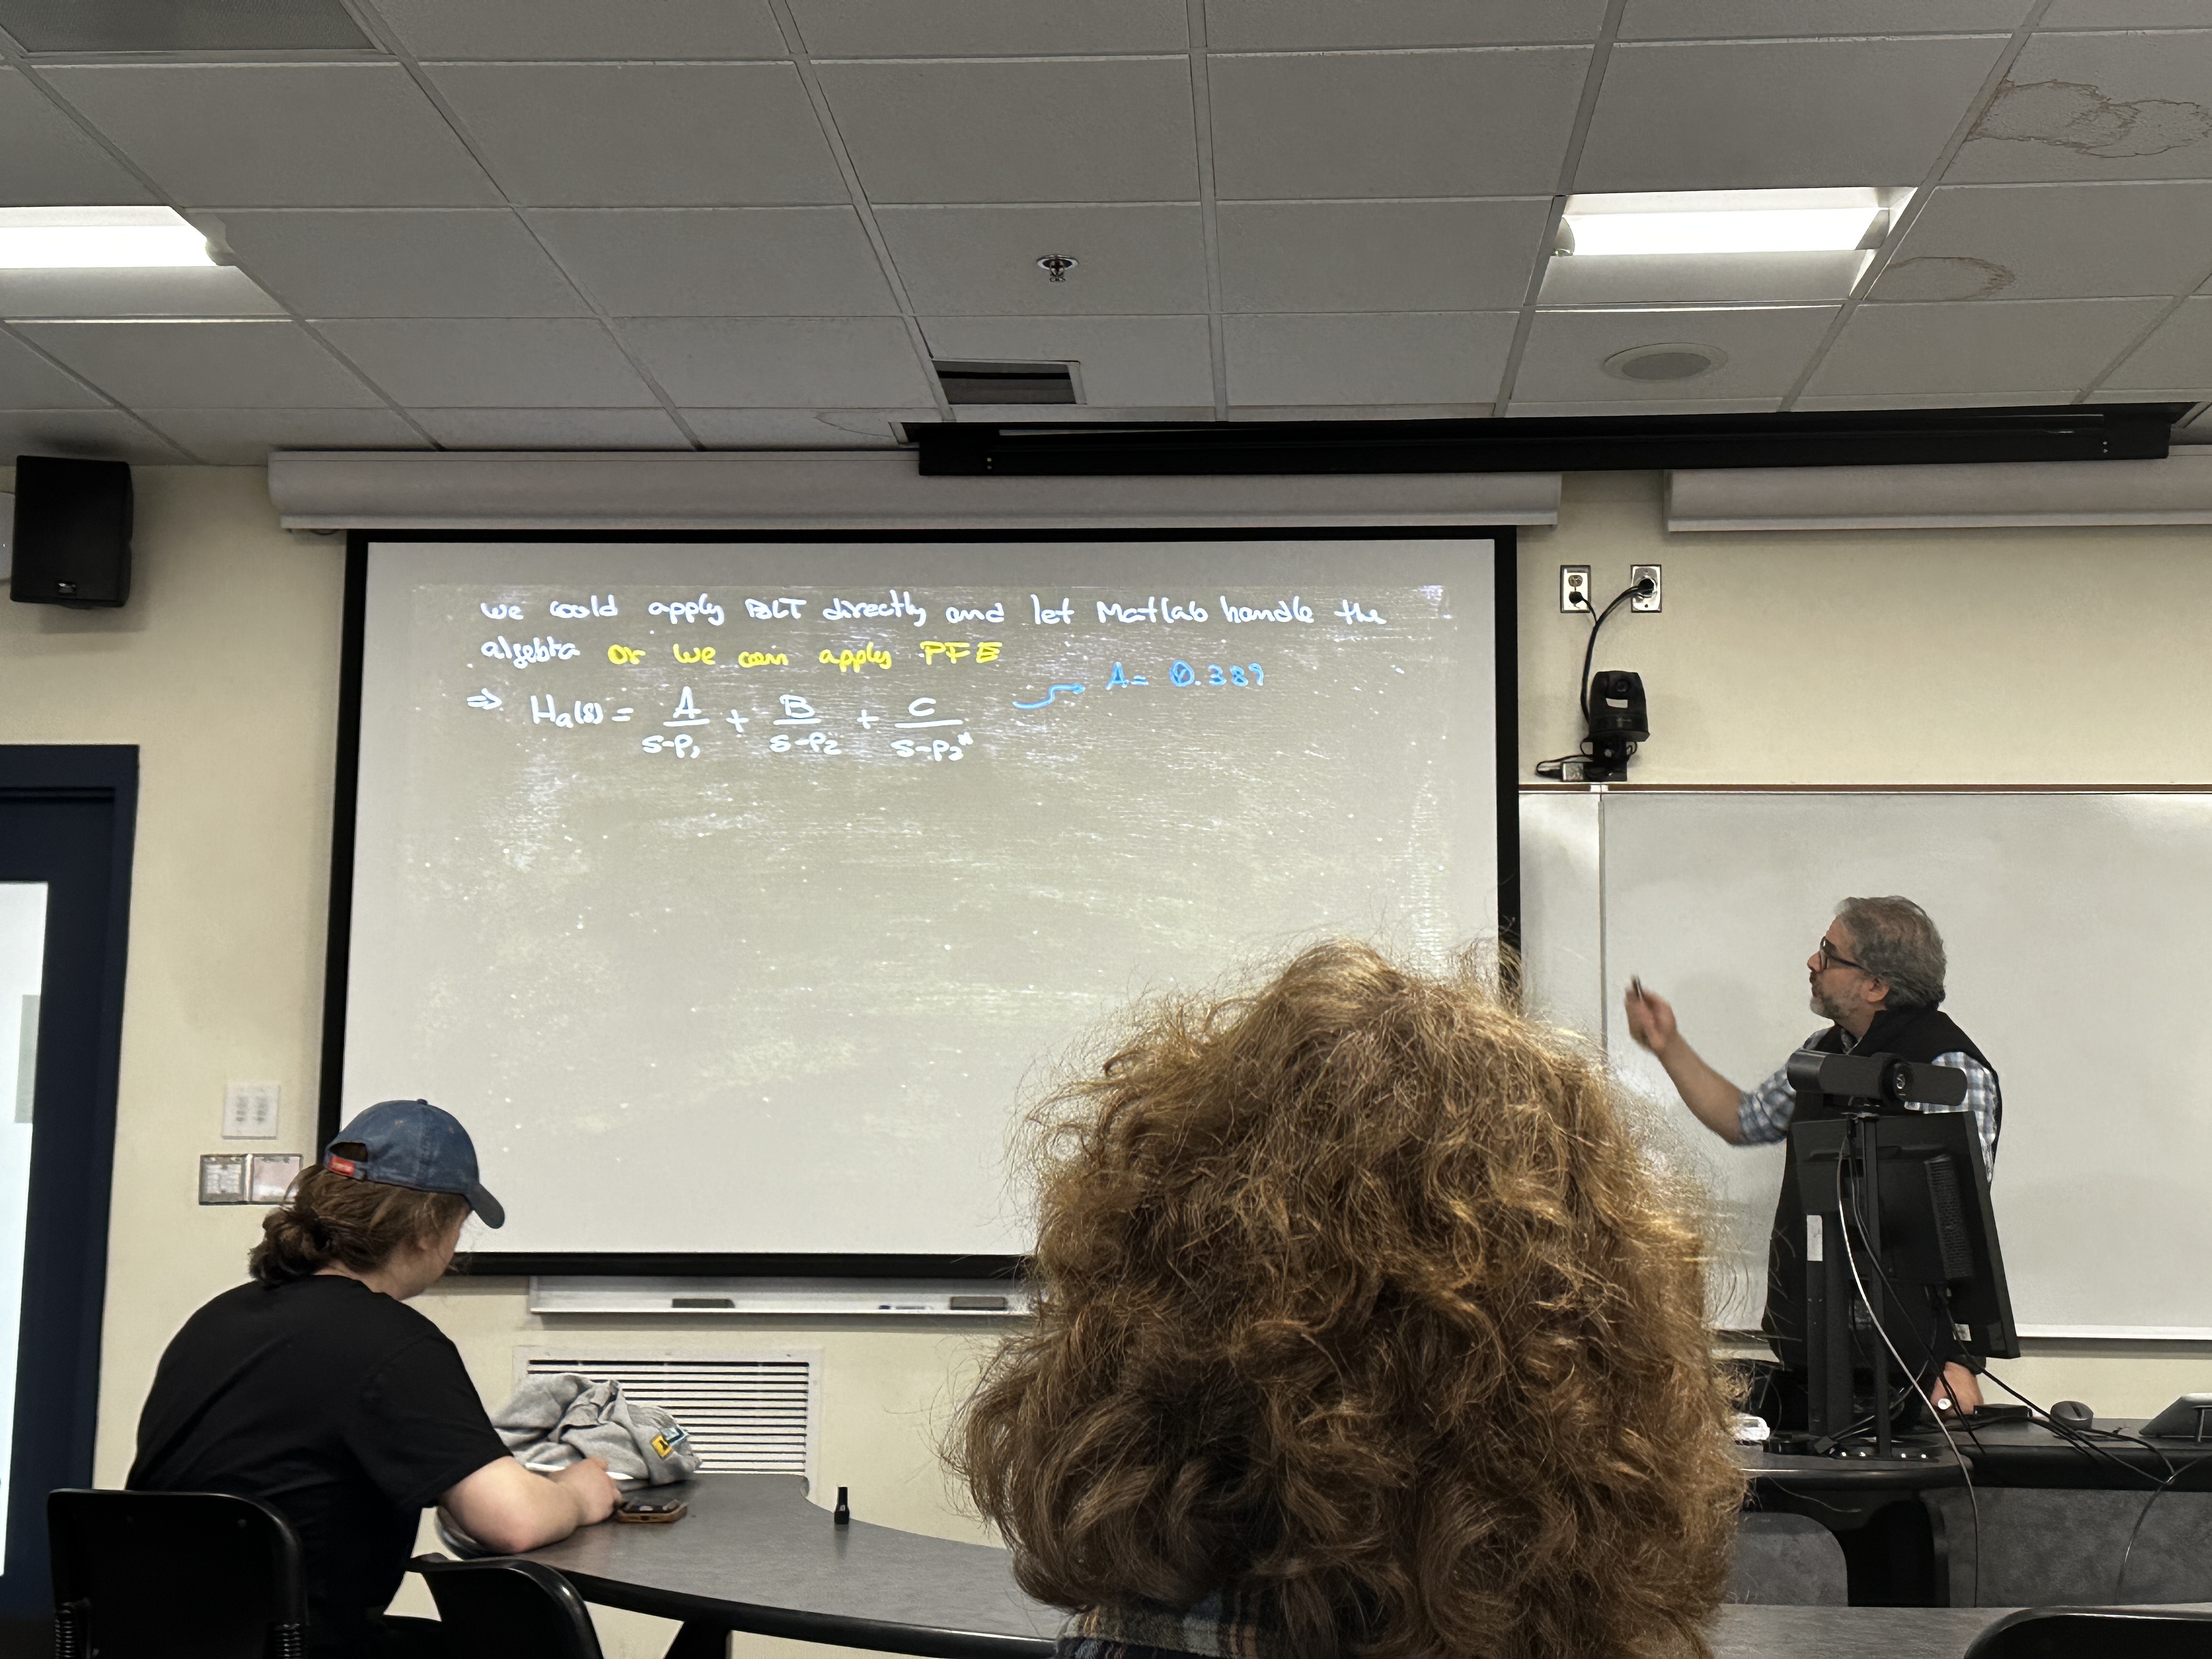 we could apply BLT directly and let Matlab handle the
algebra or we can apply PFE
⇒ Ha(s) = A/(s-p₁) + B/(s-p₂) + C/(s-p₃*)
A = 0.389